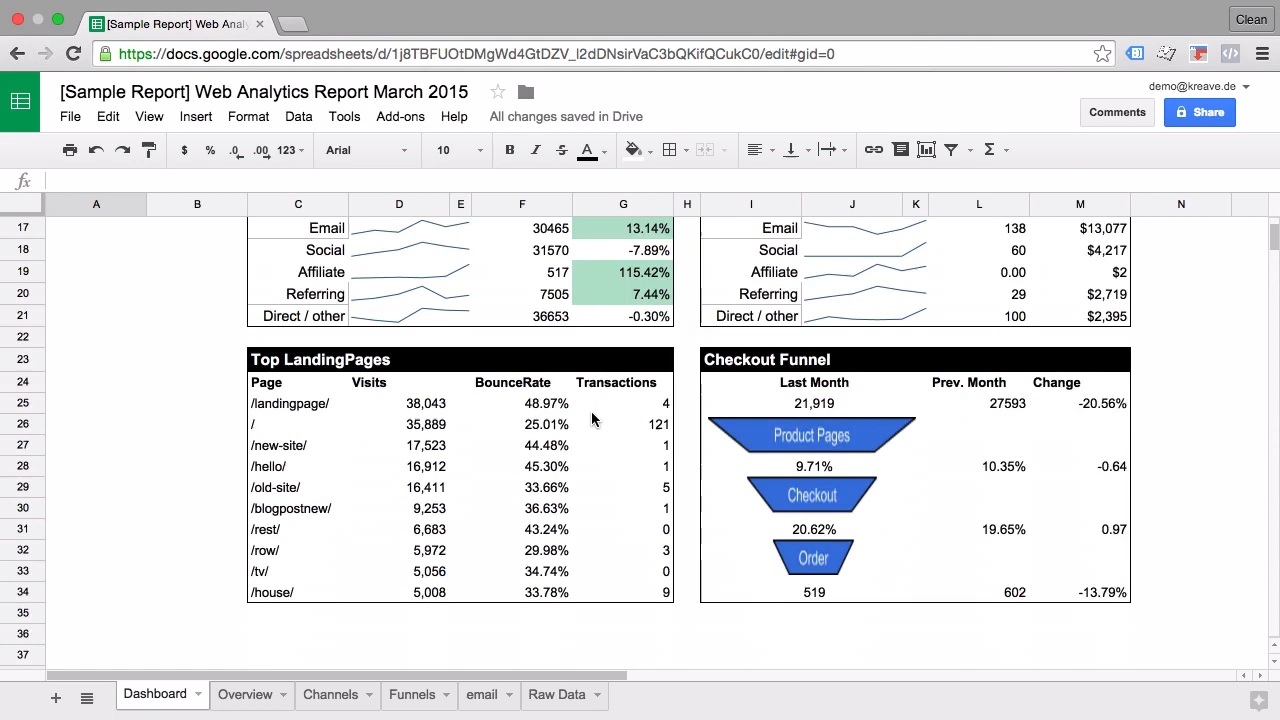 [Sample Report] Web Analy
Clean
https://docs.google.com/spreadsheets/d/1j8TBFUOtDMgWd4GtDZV_I2dDNsirVaC3bQKifQCukC0/edit#gid=0
[Sample Report] Web Analytics Report March 2015
demo@kreave.de
File Edit View Insert Format Data Tools Add-ons Help All changes saved in Drive
Comments Share
$ % .0 .00 123 Arial 10 B I S A Σ
fx
A B C D E F G H I J K L M N
17 Email 30465 13.14% Email 138 $13,077
18 Social 31570 -7.89% Social 60 $4,217
19 Affiliate 517 115.42% Affiliate 0.00 $2
20 Referring 7505 7.44% Referring 29 $2,719
21 Direct / other 36653 -0.30% Direct / other 100 $2,395
22
23 Top LandingPages Checkout Funnel
24 Page Visits BounceRate Transactions Last Month Prev. Month Change
25 /landingpage/ 38,043 48.97% 4 21,919 27593 -20.56%
26 / 35,889 25.01% 121 Product Pages
27 /new-site/ 17,523 44.48% 1
28 /hello/ 16,912 45.30% 1 9.71% 10.35% -0.64
29 /old-site/ 16,411 33.66% 5 Checkout
30 /blogpostnew/ 9,253 36.63% 1
31 /rest/ 6,683 43.24% 0 20.62% 19.65% 0.97
32 /row/ 5,972 29.98% 3 Order
33 /tv/ 5,056 34.74% 0
34 /house/ 5,008 33.78% 9 519 602 -13.79%
35
36
37
Dashboard Overview Channels Funnels email Raw Data